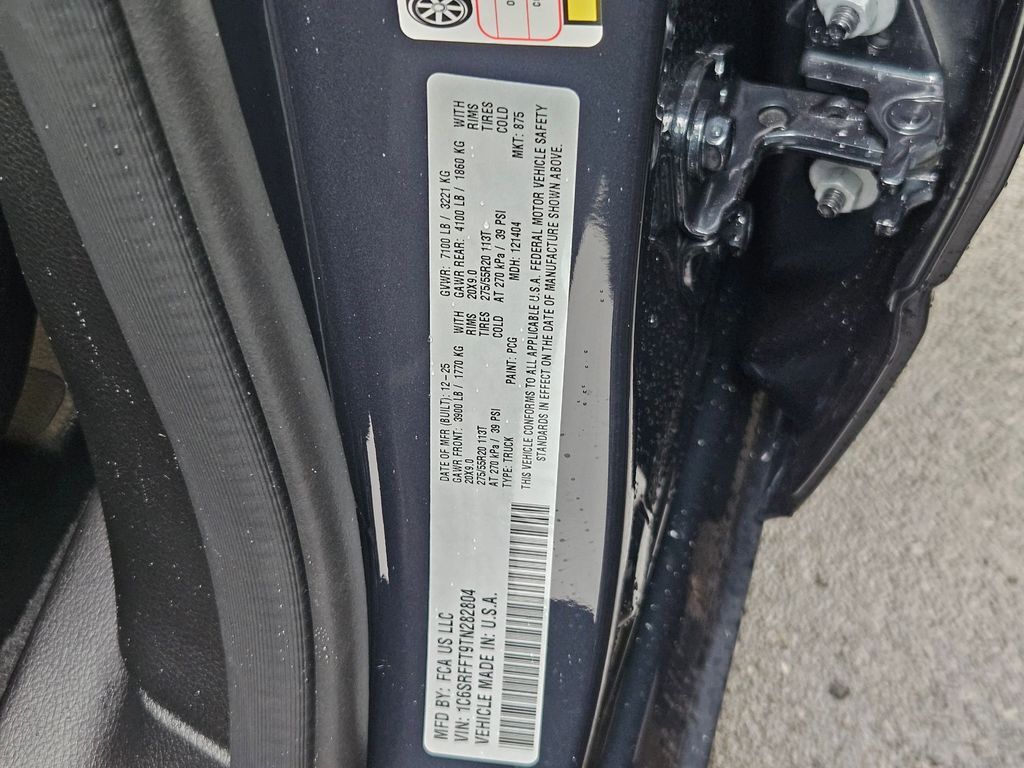 MFD BY: FCA US LLC
VIN: 1C6SRFFT9TN282804
VEHICLE MADE IN: U.S.A.
DATE OF MFR (BUILT): 12-25
GAWR FRONT: 3900 LB / 1770 KG WITH
20X9.0 RIMS
275/55R20 113T TIRES
AT 270 kPa / 39 PSI COLD
TYPE: TRUCK PAINT: PCG
GVWR: 7100 LB / 3221 KG
GAWR REAR: 4100 LB / 1860 KG WITH
20X9.0 RIMS
275/55R20 113T TIRES
AT 270 kPa / 39 PSI COLD
MDH: 121404 MKT: 875
THIS VEHICLE CONFORMS TO ALL APPLICABLE U.S.A. FEDERAL MOTOR VEHICLE SAFETY
STANDARDS IN EFFECT ON THE DATE OF MANUFACTURE SHOWN ABOVE.